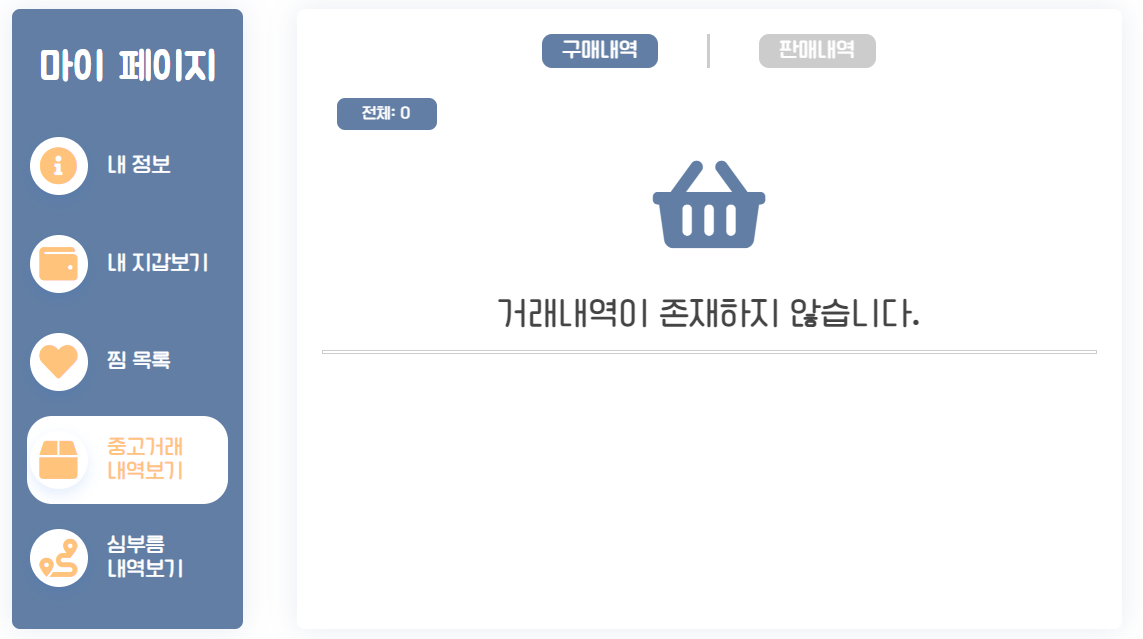 마이 페이지
내 정보
내 지갑보기
찜 목록
중고거래
내역보기
심부름
내역보기
구매내역
판매내역
전체: 0
거래내역이 존재하지 않습니다.